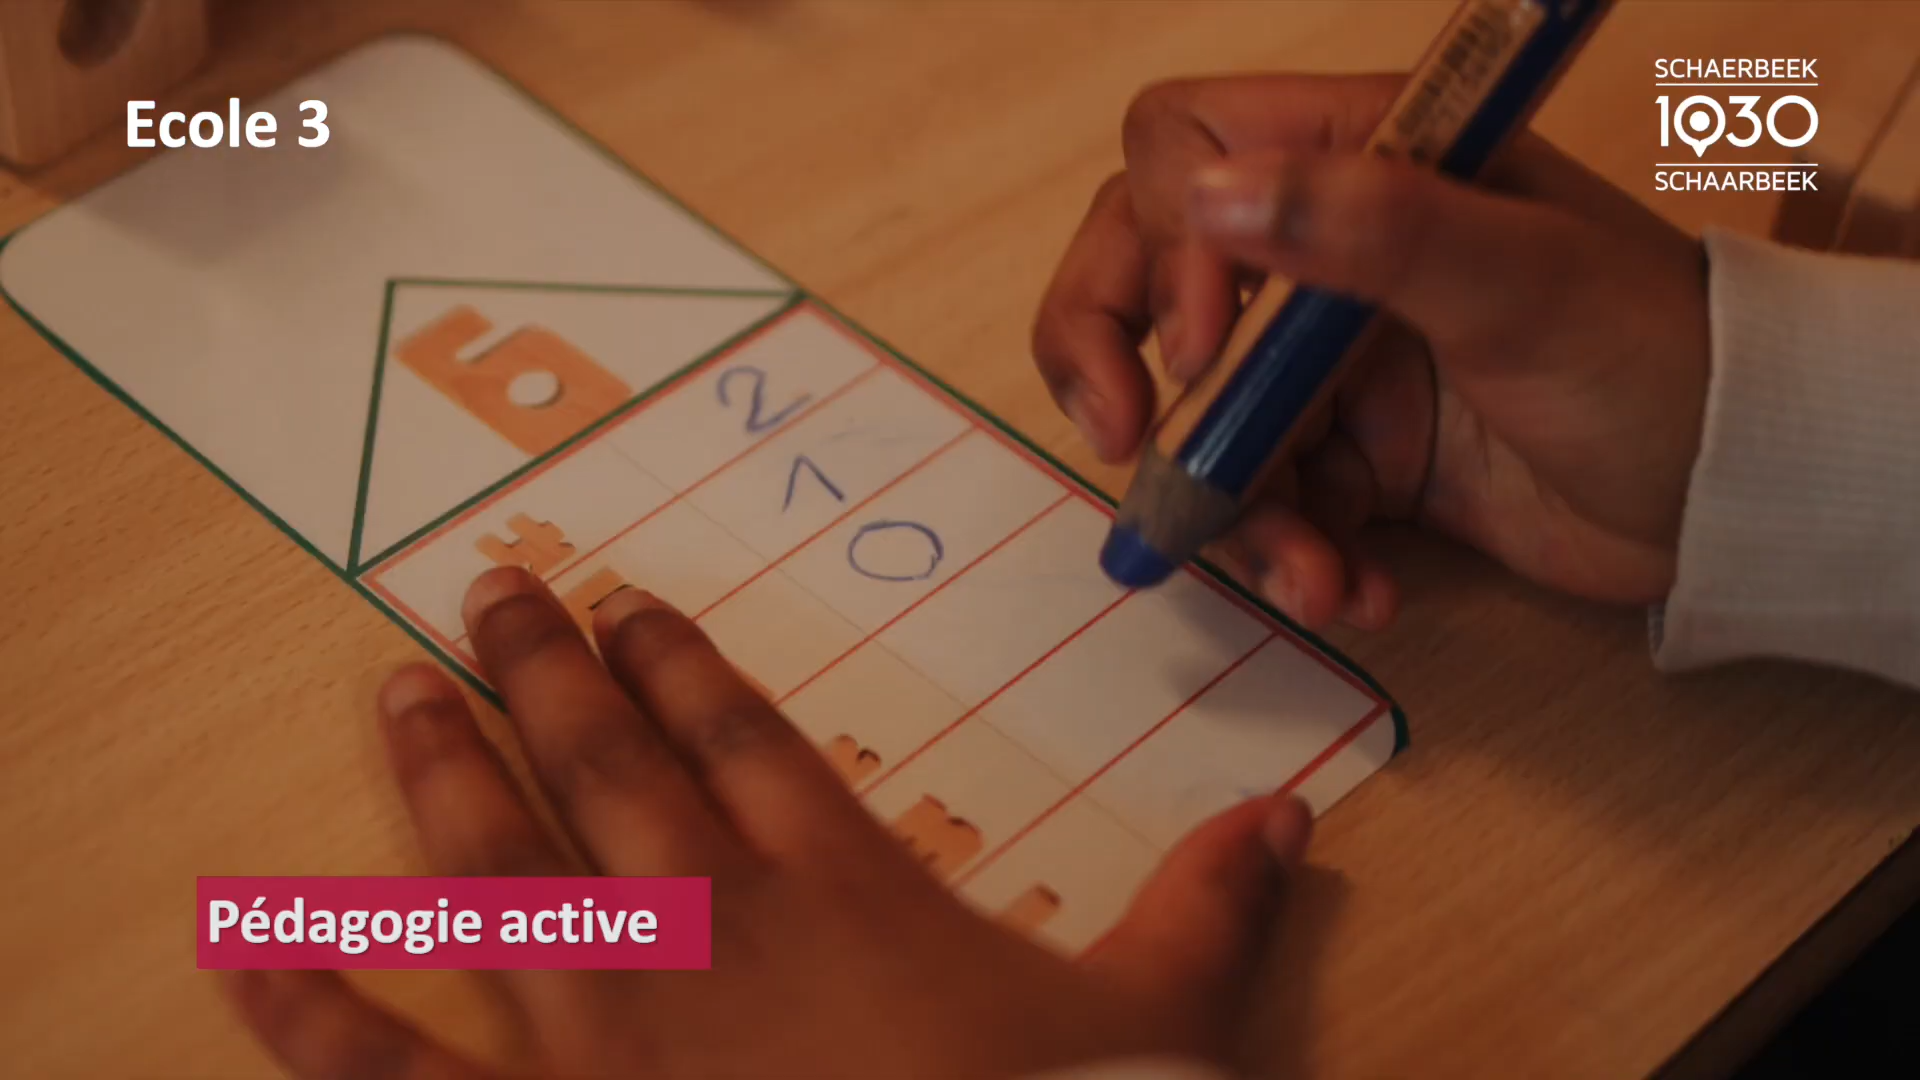 Ecole 3
SCHAERBEEK
1030
SCHAARBEEK
2
1
0
Pédagogie active